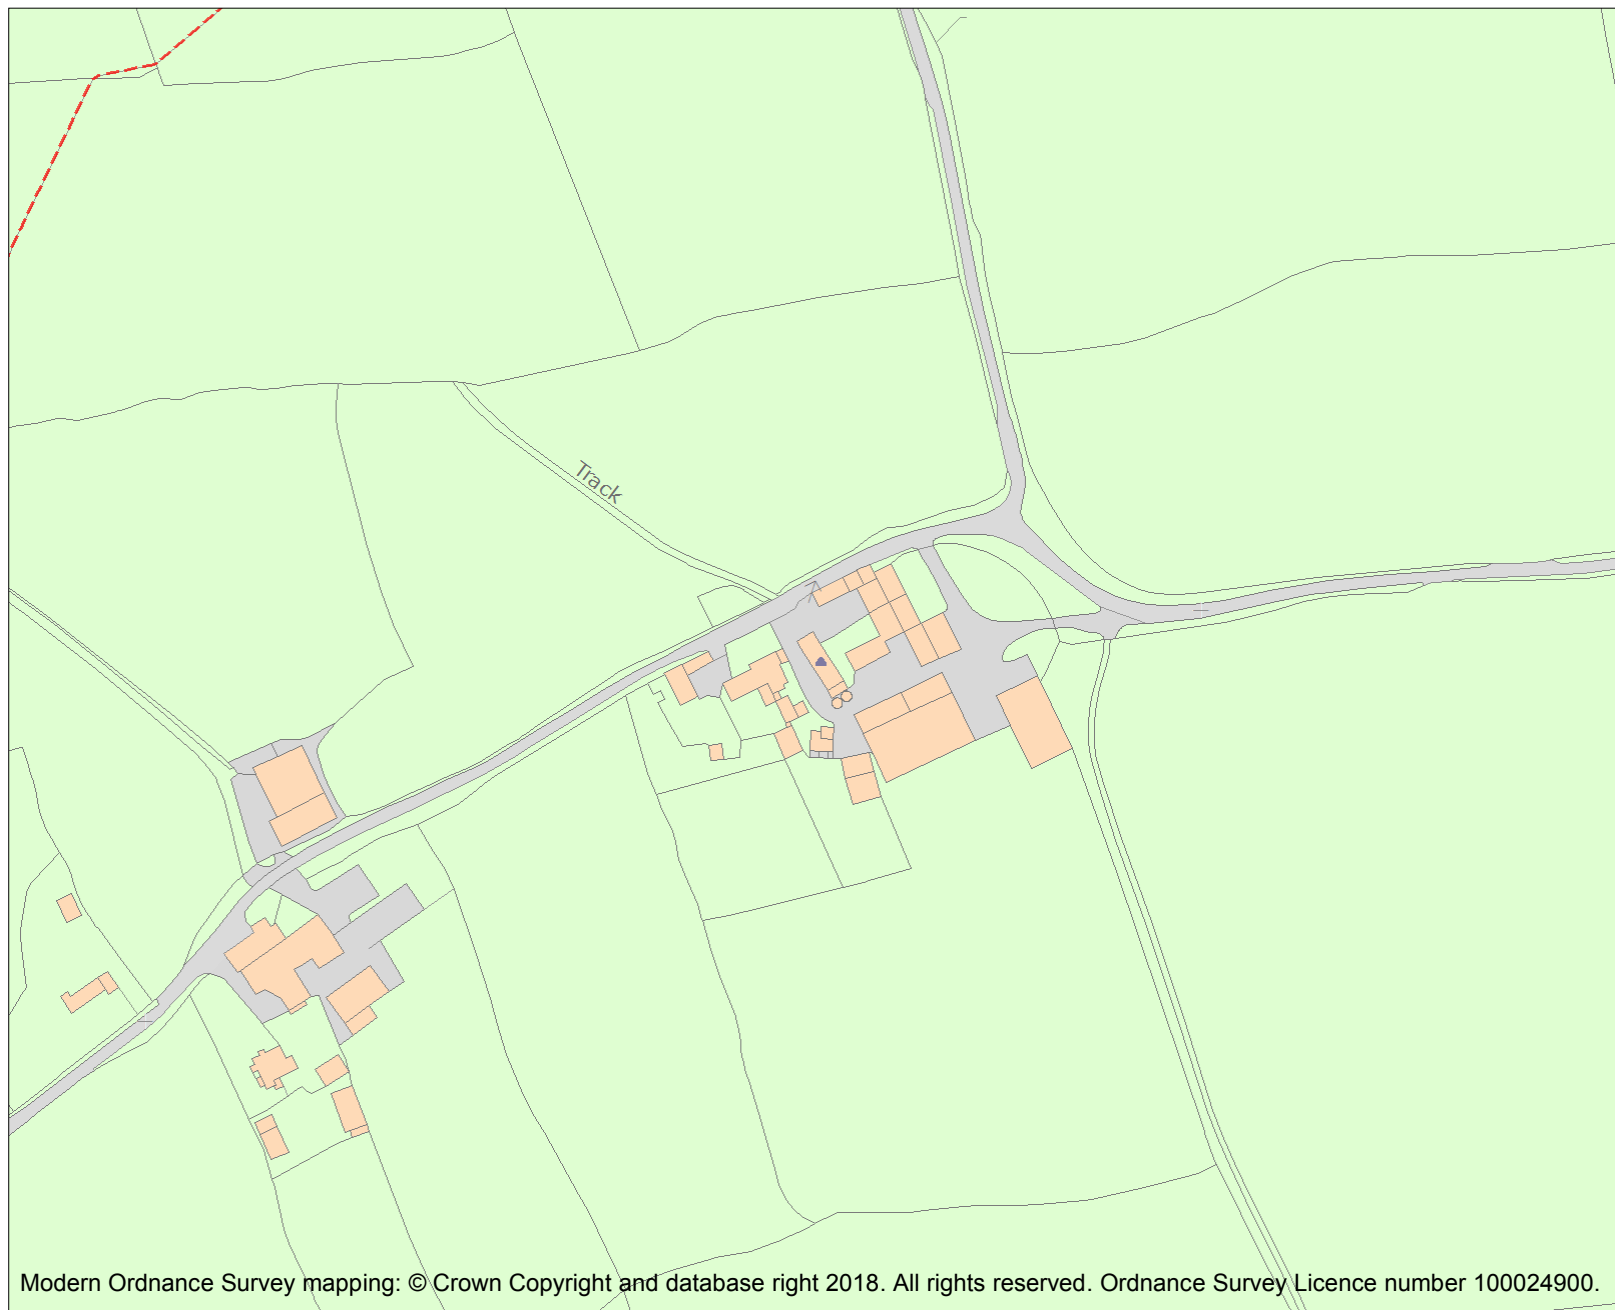 Track
Modern Ordnance Survey mapping: © Crown Copyright and database right 2018. All rights reserved. Ordnance Survey Licence number 100024900.